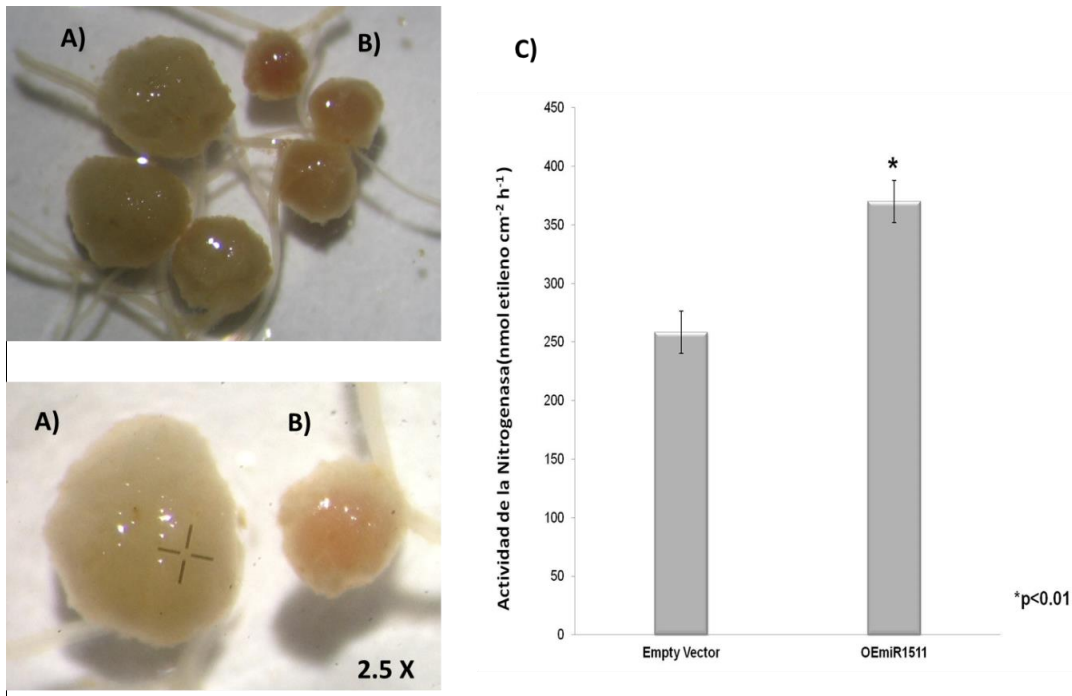 A)
B)
A)
B)
2.5 X
C)
Actividad de la Nitrogenasa(nmol etileno cm-2 h-1)
450
400
350
300
250
200
150
100
50
0
*
Empty Vector
OEmiR1511
*p<0.01